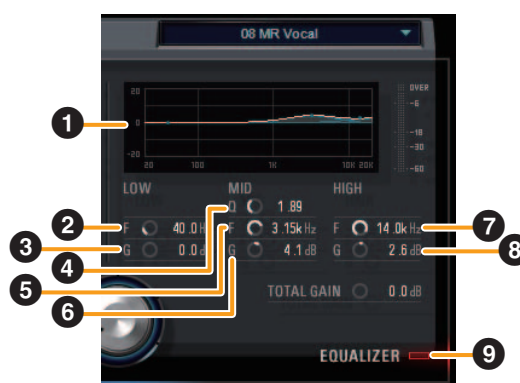 08 MR Vocal
20
0
-20
20 100 1K 10K 20K
OVER
-6
-18
-30
-60
LOW MID HIGH
Q 1.89
F 40.0 H F 3.15k Hz F 14.0k Hz
G 0.0 d G 4.1 dB G 2.6 dB
TOTAL GAIN 0.0 dB
EQUALIZER
1
2
3
4
5
6
7
8
9